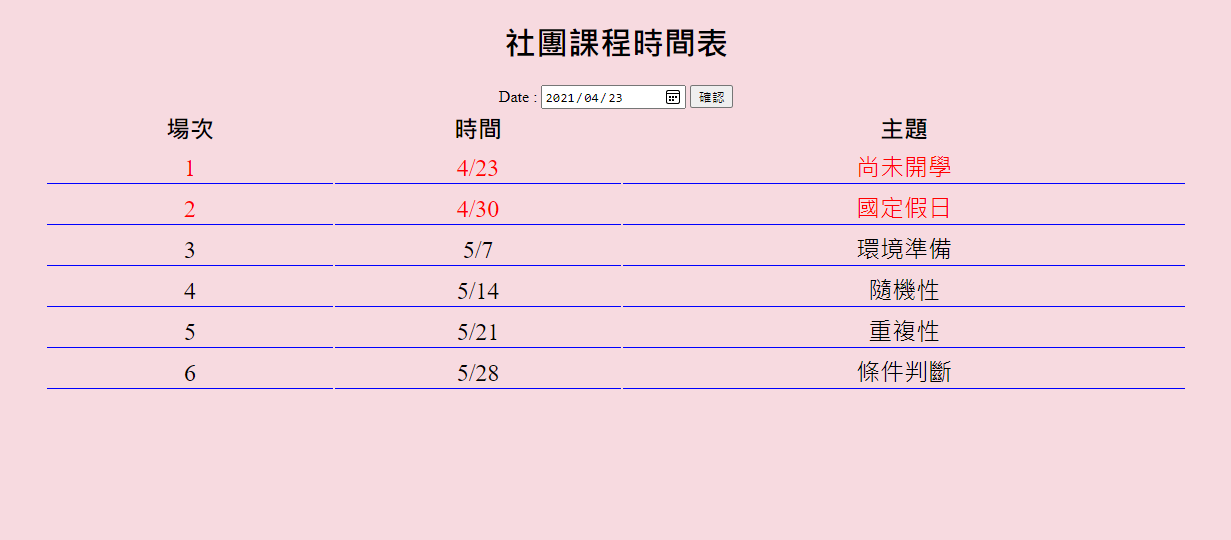 社團課程時間表
Date : 2021/04/23 確認
場次 時間 主題
1 4/23 尚未開學
2 4/30 國定假日
3 5/7 環境準備
4 5/14 隨機性
5 5/21 重複性
6 5/28 條件判斷